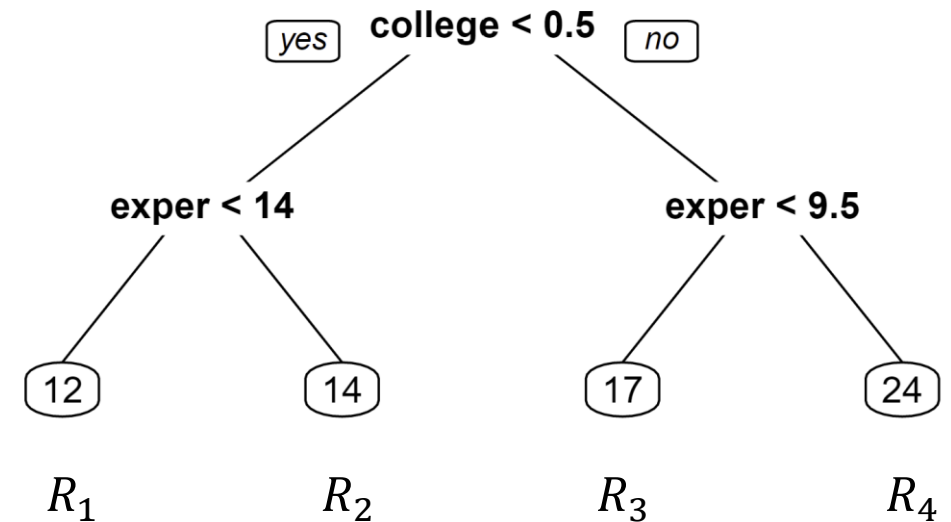 yes college < 0.5 no
exper < 14 exper < 9.5
12 14 17 24
R₁ R₂ R₃ R₄